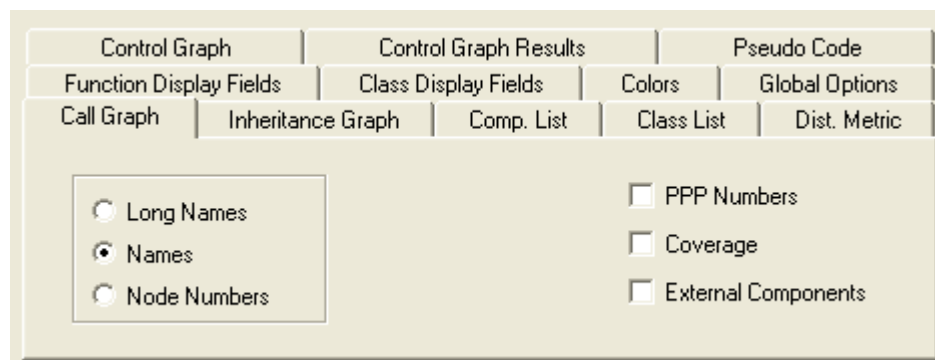 Control Graph Control Graph Results Pseudo Code
Function Display Fields Class Display Fields Colors Global Options
Call Graph Inheritance Graph Comp. List Class List Dist. Metric
Long Names PPP Numbers
Names Coverage
Node Numbers External Components